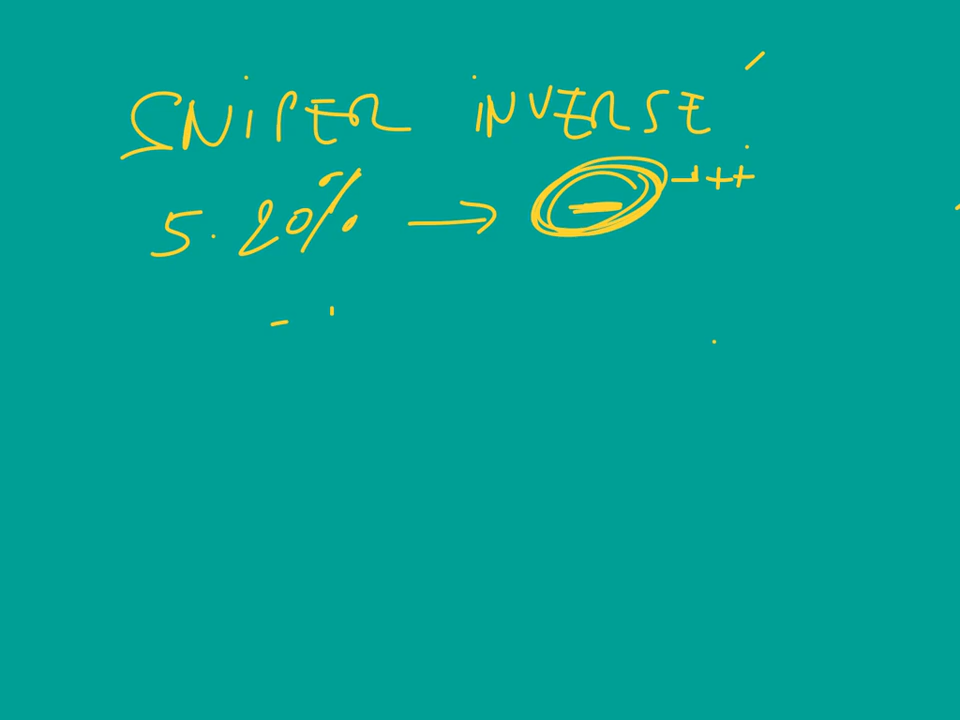 SNIPER INVERSE
5.20% → - +++